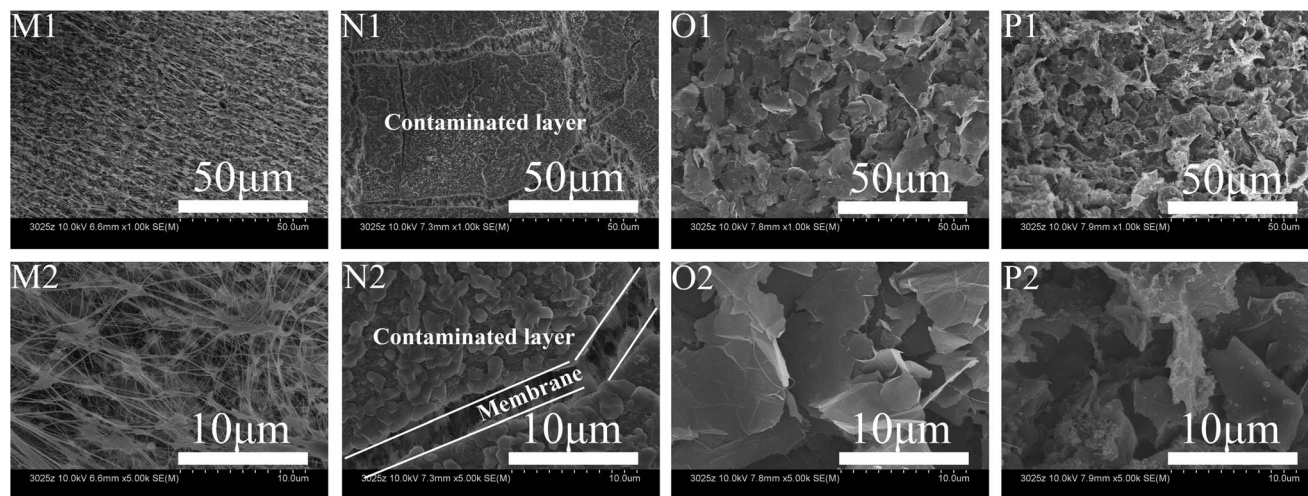 M1
50μm
3025z 10.0kV 6.6mm x1.00k SE(M)
50.0um
N1
Contaminated layer
50μm
3025z 10.0kV 7.3mm x1.00k SE(M)
50.0um
O1
50μm
3025z 10.0kV 7.8mm x1.00k SE(M)
50.0um
P1
50μm
3025z 10.0kV 7.9mm x1.00k SE(M)
50.0um
M2
10μm
3025z 10.0kV 6.6mm x5.00k SE(M)
10.0um
N2
Contaminated layer
Membrane
10μm
3025z 10.0kV 7.3mm x5.00k SE(M)
10.0um
O2
10μm
3025z 10.0kV 7.8mm x5.00k SE(M)
10.0um
P2
10μm
3025z 10.0kV 7.9mm x5.00k SE(M)
10.0um